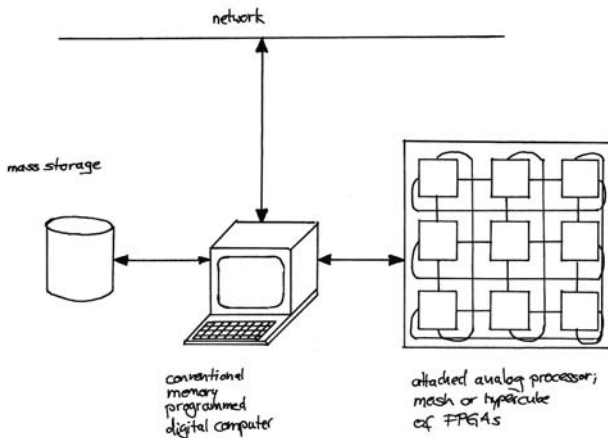 network
mass storage
conventional
memory
programmed
digital computer
attached analog processor;
mesh or hypercube
of FPGAs